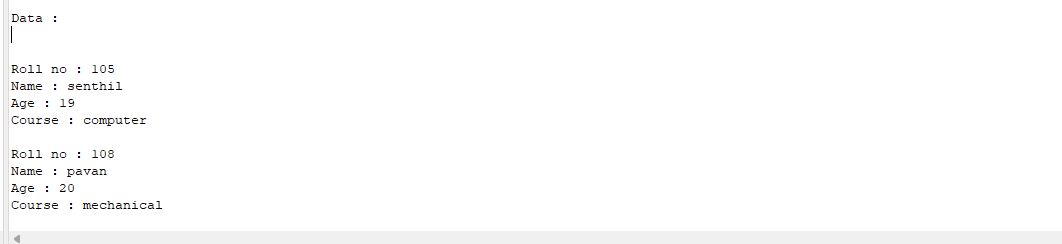 Data :
Roll no : 105
Name : senthil
Age : 19
Course : computer
Roll no : 108
Name : pavan
Age : 20
Course : mechanical